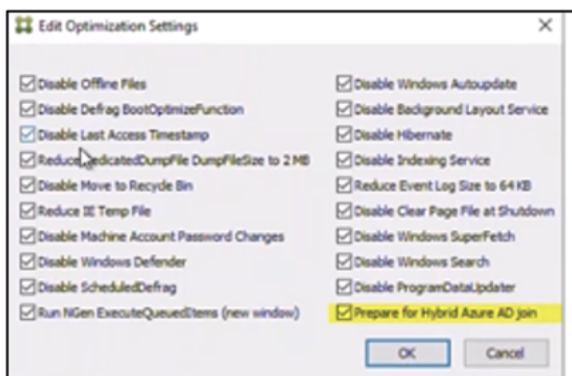 Edit Optimization Settings
Disable Offline Files
Disable Defrag BootOptimizeFunction
Disable Last Access Timestamp
Reduce DedicatedDumpFile DumpFileSize to 2 MB
Disable Move to Recycle Bin
Reduce IE Temp File
Disable Machine Account Password Changes
Disable Windows Defender
Disable ScheduledDefrag
Run NGen ExecuteQueuedItems (new window)
Disable Windows Autoupdate
Disable Background Layout Service
Disable Hibernate
Disable Indexing Service
Reduce Event Log Size to 64 KB
Disable Clear Page File at Shutdown
Disable Windows SuperFetch
Disable Windows Search
Disable ProgramDataUpdater
Prepare for Hybrid Azure AD join
OK
Cancel